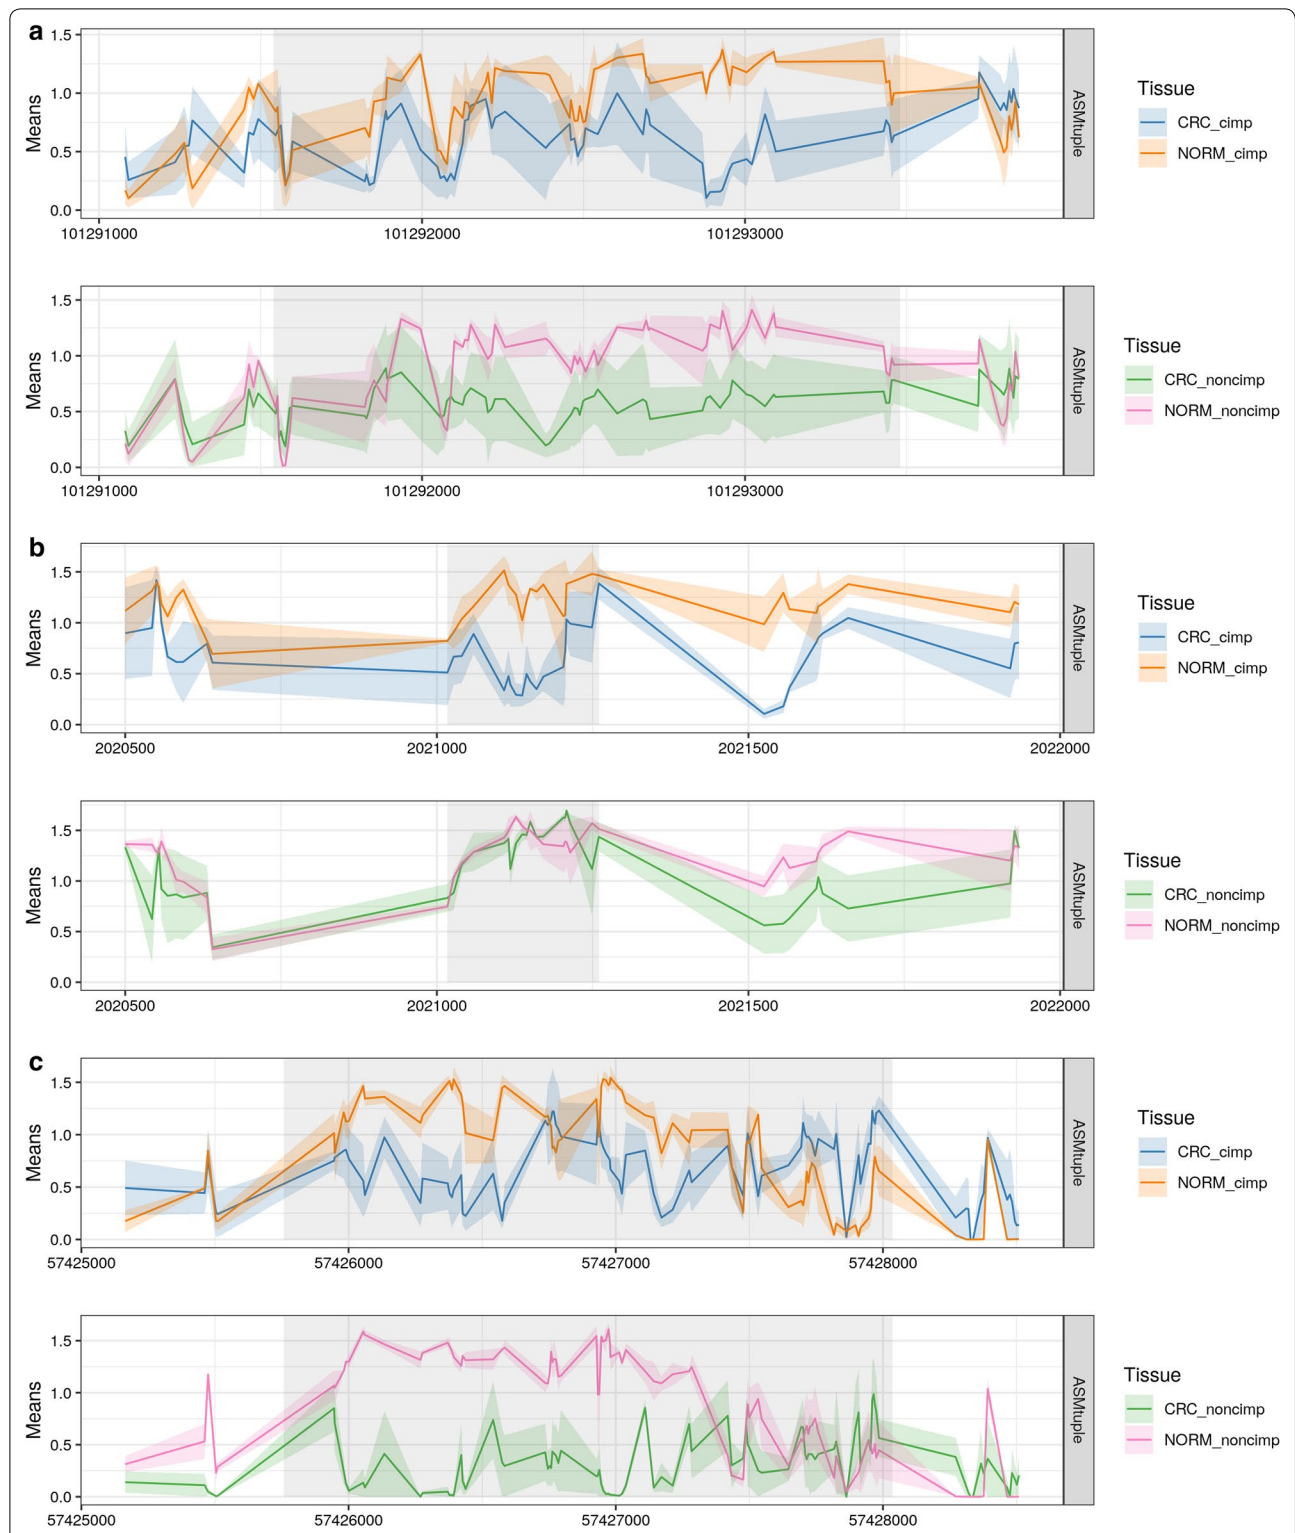 a
1.5
1.0
0.5
0.0
Means
ASMtuple
101291000 101292000 101293000
Tissue
CRC_cimp
NORM_cimp
1.5
1.0
0.5
0.0
Means
ASMtuple
101291000 101292000 101293000
Tissue
CRC_noncimp
NORM_noncimp
b
1.5
1.0
0.5
0.0
Means
ASMtuple
2020500 2021000 2021500 2022000
Tissue
CRC_cimp
NORM_cimp
1.5
1.0
0.5
0.0
Means
ASMtuple
2020500 2021000 2021500 2022000
Tissue
CRC_noncimp
NORM_noncimp
c
1.5
1.0
0.5
0.0
Means
ASMtuple
57425000 57426000 57427000 57428000
Tissue
CRC_cimp
NORM_cimp
1.5
1.0
0.5
0.0
Means
ASMtuple
57425000 57426000 57427000 57428000
Tissue
CRC_noncimp
NORM_noncimp